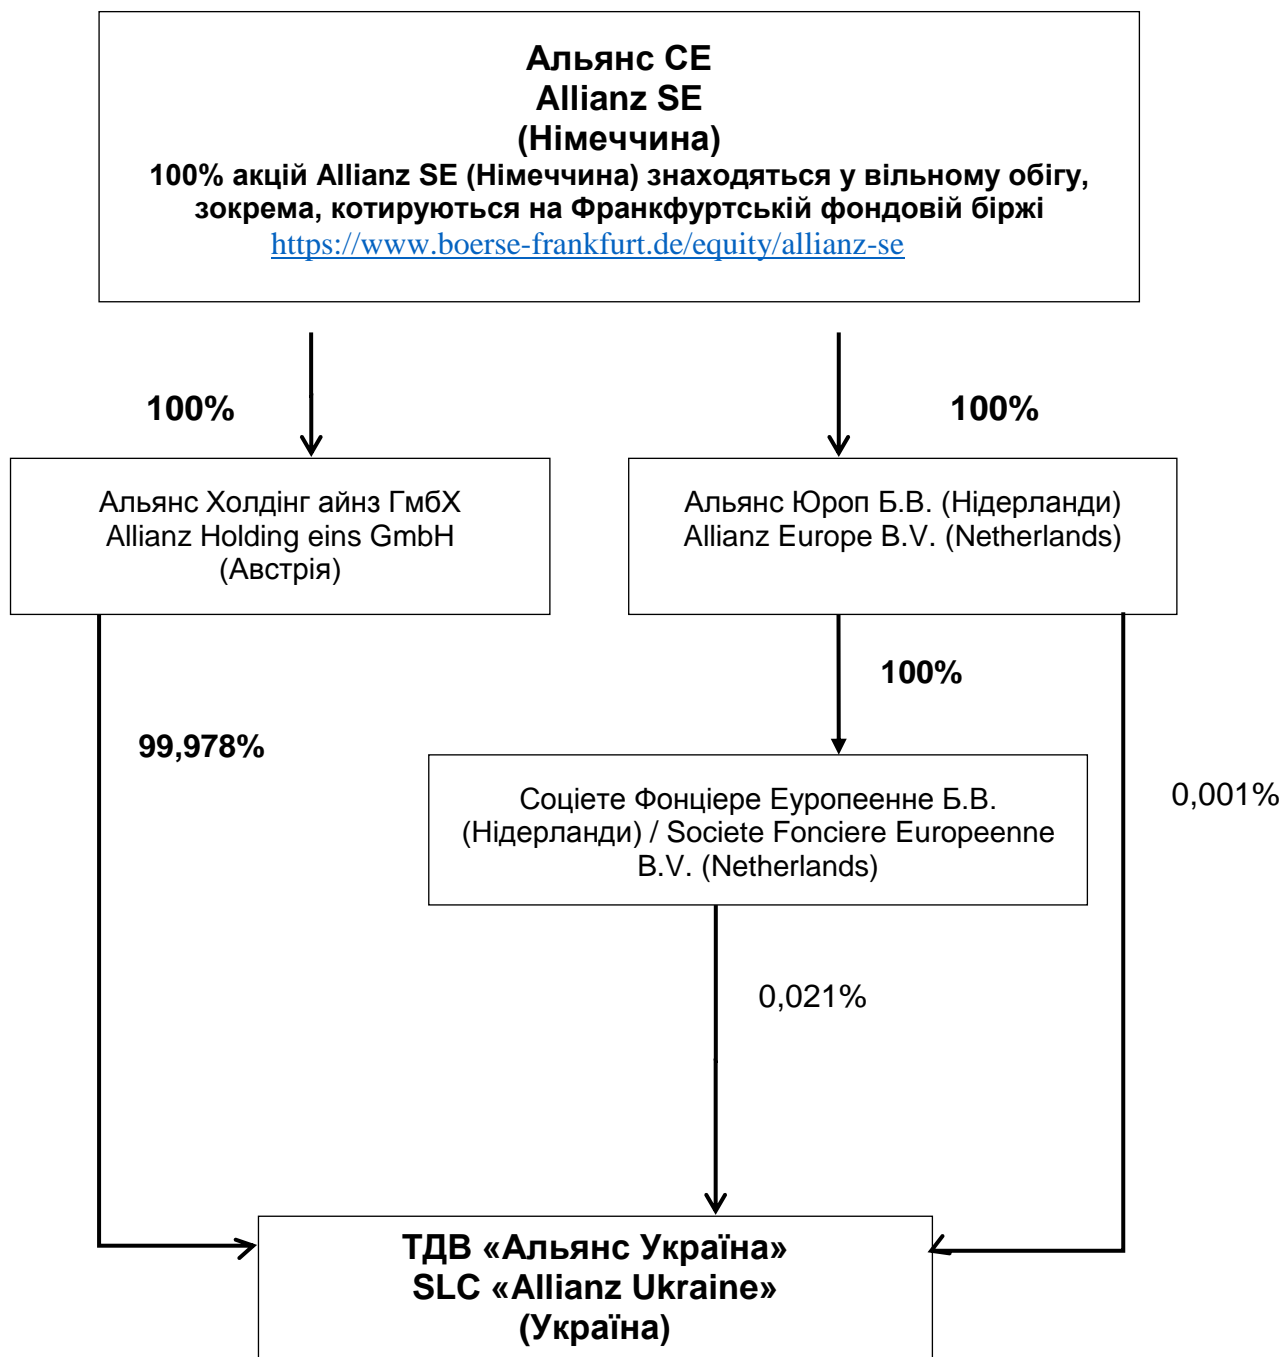 Альянс СЕ
Allianz SE
(Німеччина)
100% акцій Allianz SE (Німеччина) знаходяться у вільному обігу,
зокрема, котируються на Франкфуртській фондовій біржі
https://www.boerse-frankfurt.de/equity/allianz-se
100%
100%
Альянс Холдінг айнз ГмбХ
Allianz Holding eins GmbH
(Австрія)
Альянс Юроп Б.В. (Нідерланди)
Allianz Europe B.V. (Netherlands)
100%
99,978%
Соціете Фонціере Еуропеенне Б.В.
(Нідерланди) / Societe Fonciere Europeenne
B.V. (Netherlands)
0,001%
0,021%
ТДВ «Альянс Україна»
SLC «Allianz Ukraine»
(Україна)